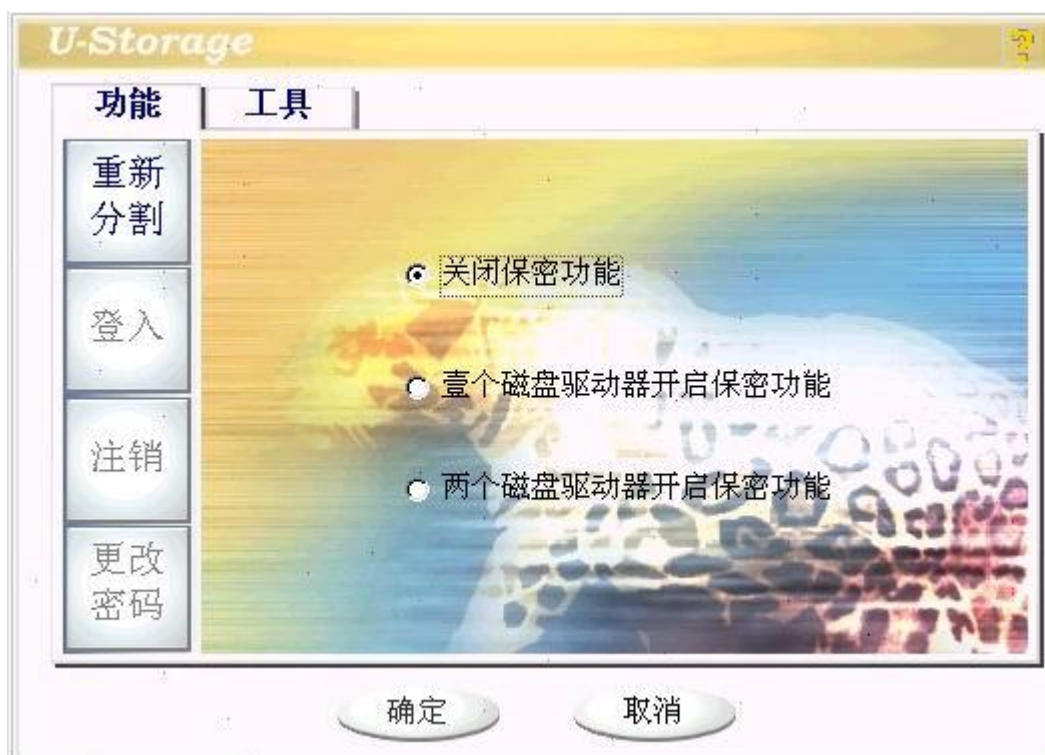 U-Storage
?
功能
工具
重新
分割
登入
注销
更改
密码
关闭保密功能
壹个磁盘驱动器开启保密功能
两个磁盘驱动器开启保密功能
确定
取消